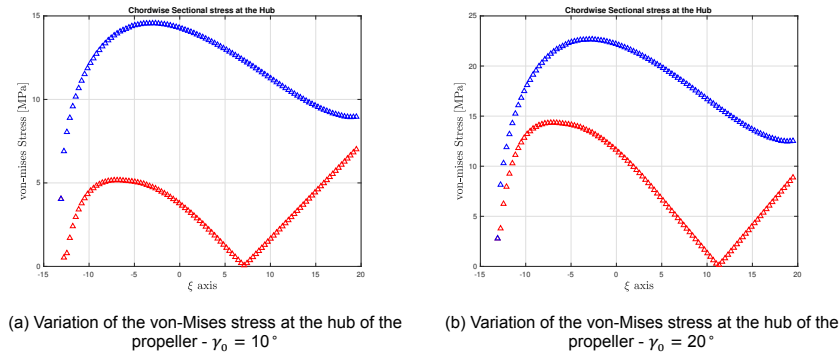 Chordwise Sectional stress at the Hub
von-mises Stress [MPa]
15
10
5
0
-15
-10
-5
0
5
10
15
20
ξ axis
(a) Variation of the von-Mises stress at the hub of the
propeller - γ₀ = 10°
Chordwise Sectional stress at the Hub
von-mises Stress [MPa]
25
20
15
10
5
0
-15
-10
-5
0
5
10
15
20
ξ axis
(b) Variation of the von-Mises stress at the hub of the
propeller - γ₀ = 20°